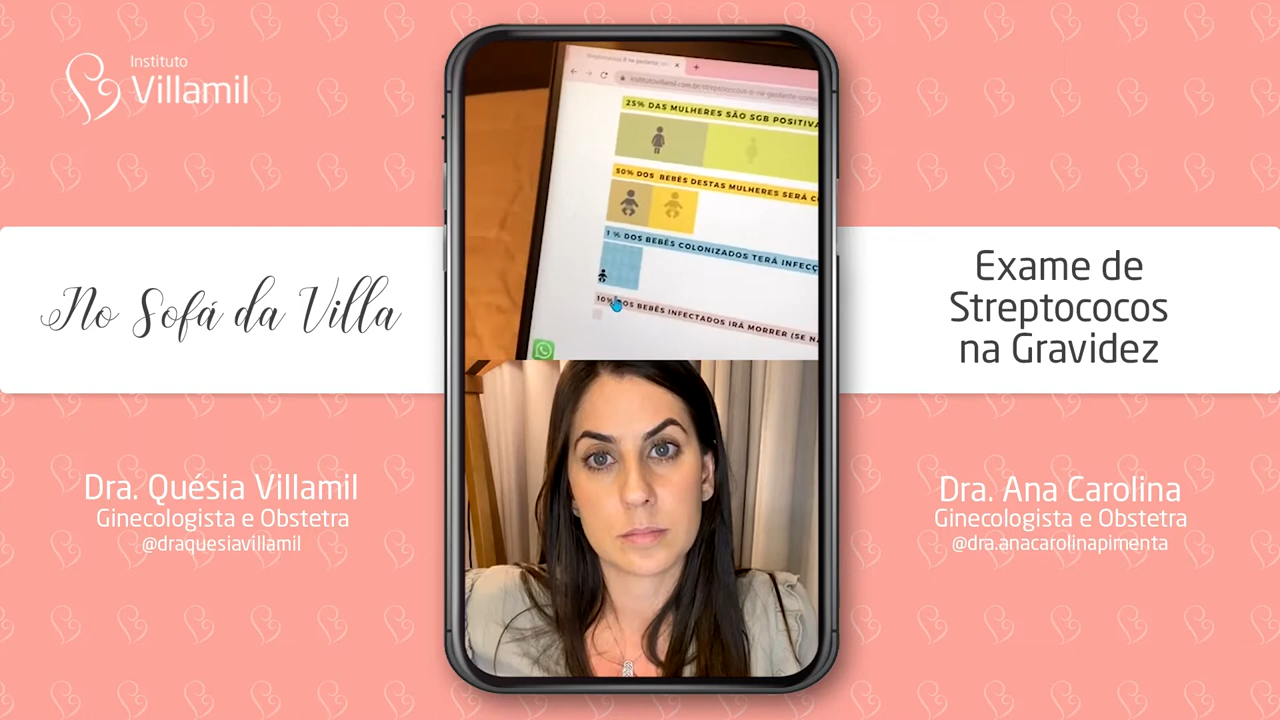 Instituto
Villamil
25% DAS MULHERES SÃO SGB
50% DOS BEBÊS DESTAS MULHERES SERÁ
1 % DOS BEBÊS COLONIZADOS TERÁ
10% DOS BEBÊS INFECTADOS IRÁ MORRER (SE
No Sofá da Villa
Exame de
Streptococos
na Gravidez
Dra. Quésia Villamil
Ginecologista e Obstetra
@draquesiavillamil
Dra. Ana Carolina
Ginecologista e Obstetra
@dra.anacarolinapimenta